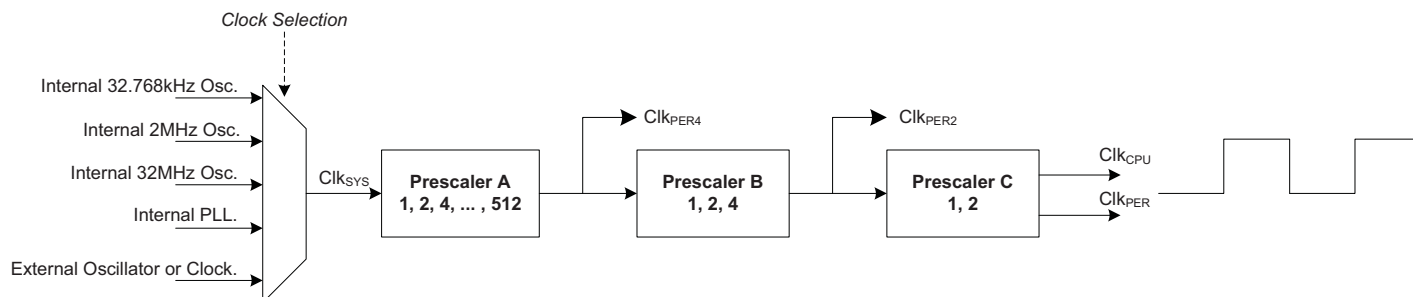 Clock Selection
Internal 32.768kHz Osc.
Internal 2MHz Osc.
Internal 32MHz Osc.
Internal PLL.
External Oscillator or Clock.
ClkSYS
Prescaler A
1, 2, 4, ... , 512
ClkPER4
Prescaler B
1, 2, 4
ClkPER2
Prescaler C
1, 2
ClkCPU
ClkPER